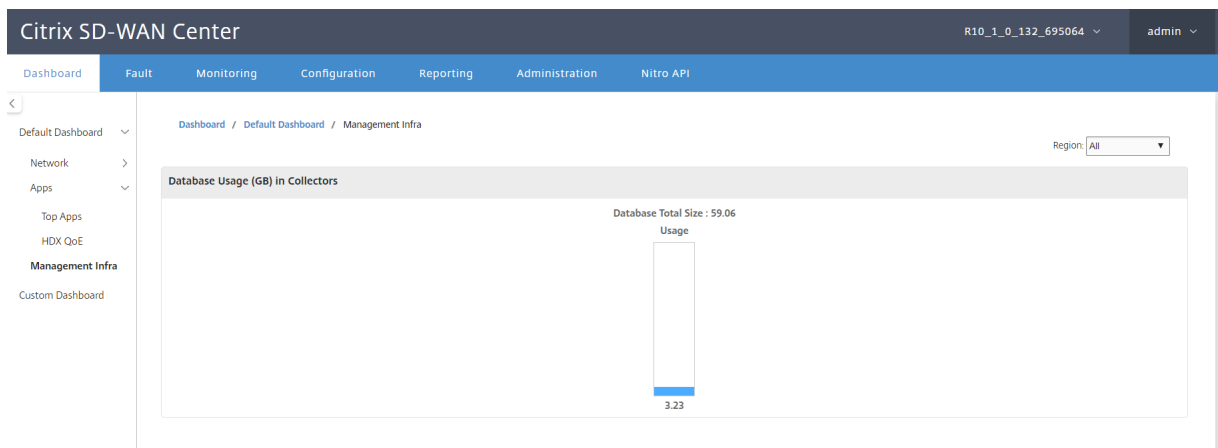 Citrix SD-WAN Center
R10_1_0_132_695064
admin
Dashboard Fault Monitoring Configuration Reporting Administration Nitro API
Default Dashboard
Network
Apps
Top Apps
HDX QoE
Management Infra
Custom Dashboard
Dashboard / Default Dashboard / Management Infra
Region: All
Database Usage (GB) in Collectors
Database Total Size : 59.06
Usage
3.23